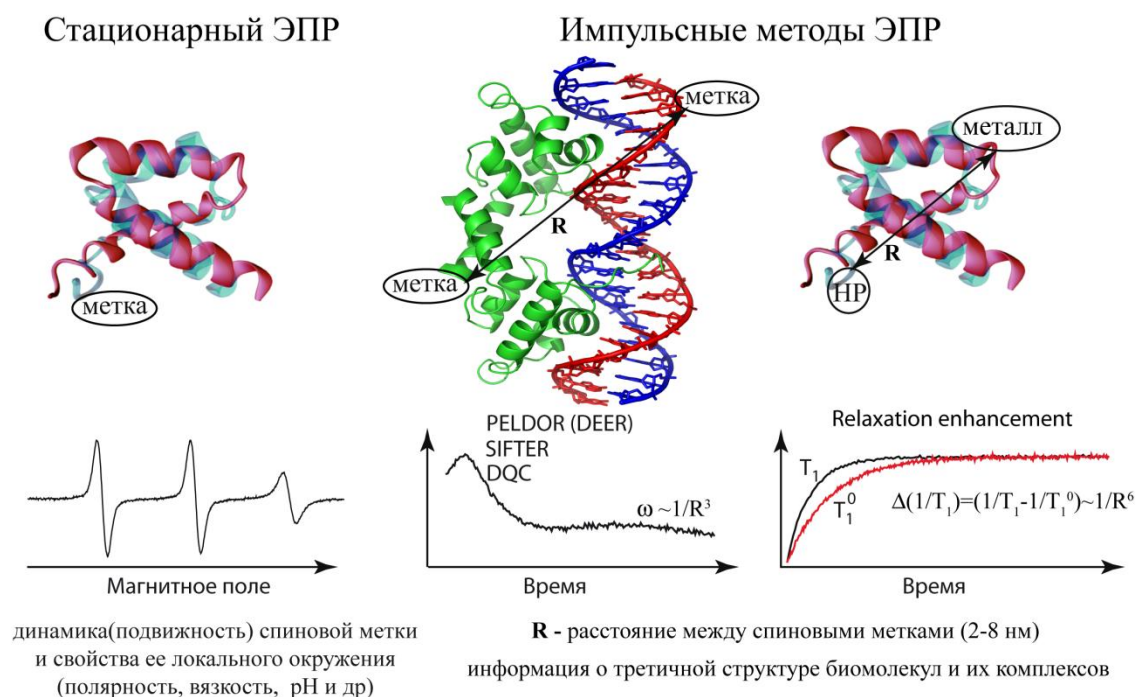 Стационарный ЭПР
Импульсные методы ЭПР
метка
метка
R
метка
металл
R
НР
Магнитное поле
PELDOR (DEER)
SIFTER
DQC
ω ~1/R³
Время
Relaxation enhancement
T₁
T₁⁰
Δ(1/T₁)=(1/T₁-1/T₁⁰)~1/R⁶
Время
динамика(подвижность) спиновой метки
и свойства ее локального окружения
(полярность, вязкость, pH и др)
R - расстояние между спиновыми метками (2-8 нм)
информация о третичной структуре биомолекул и их комплексов